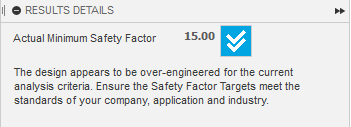 RESULTS DETAILS
Actual Minimum Safety Factor 15.00
The design appears to be over-engineered for the current
analysis criteria. Ensure the Safety Factor Targets meet the
standards of your company, application and industry.